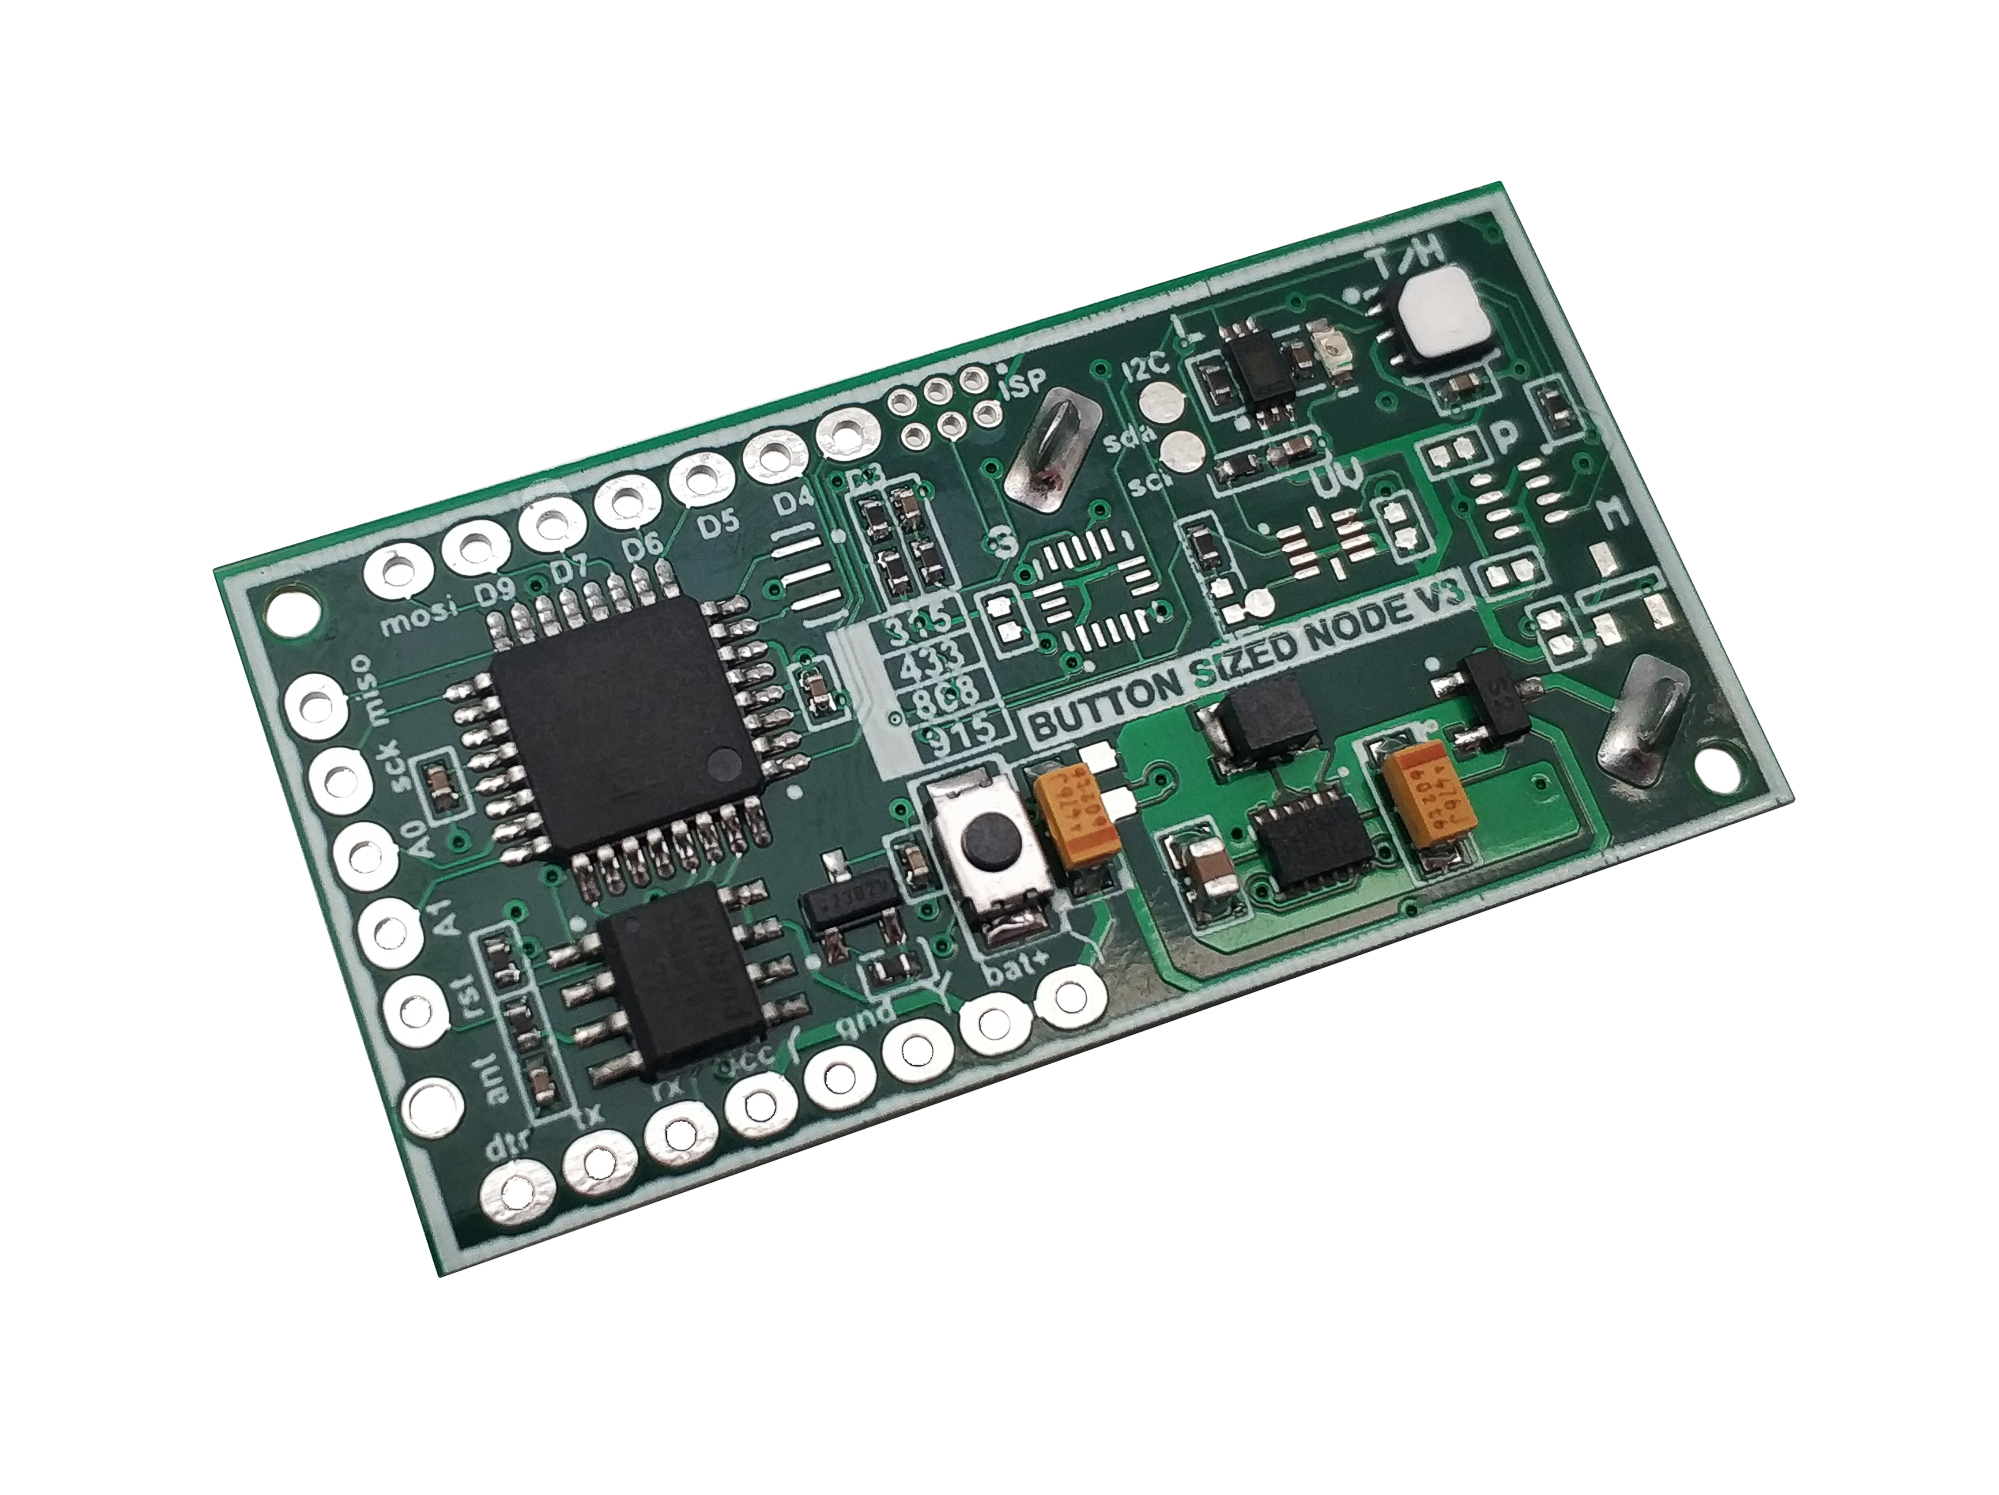 T/H
L
I2C
ISP
sda
scl
P
UV
D4
D5
D6
D7
D9
mosi
m
BUTTON SIZED NODE V3
315
433
868
915
miso
sck
A0
A1
rst
ant
dtr
tx
rx
vcc
gnd
bat+